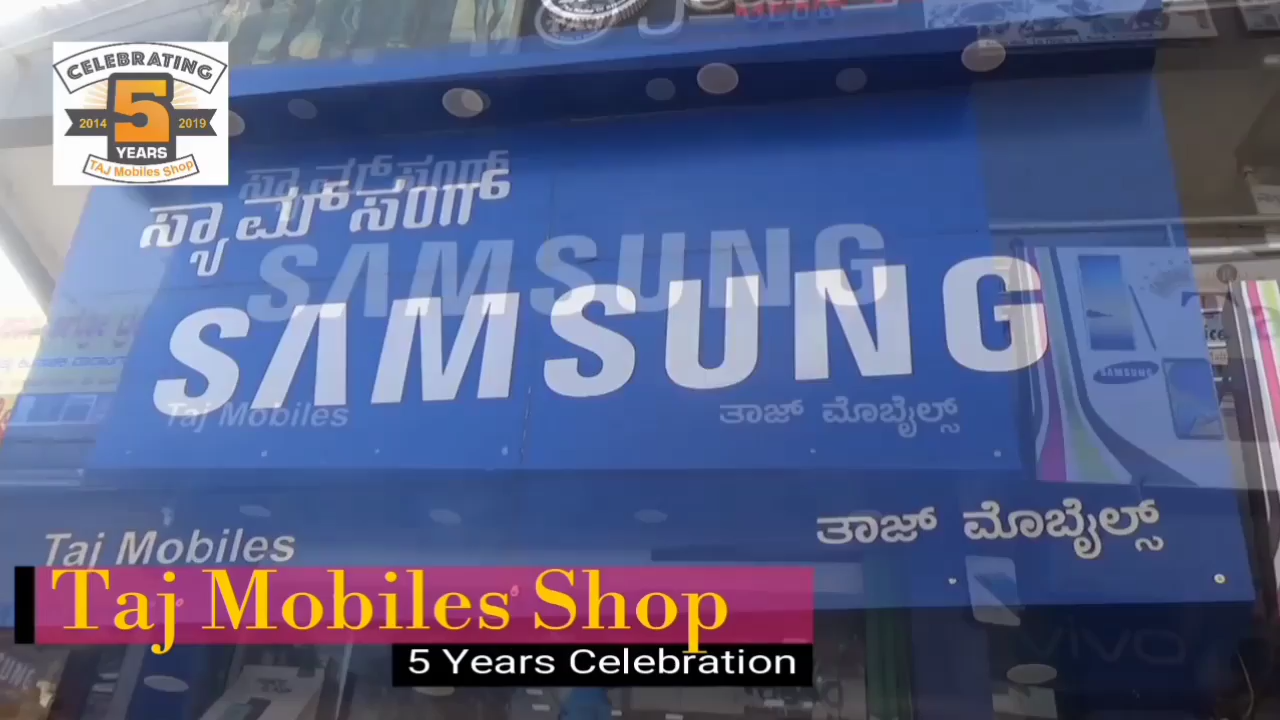 CELEBRATING
5
2014 2019
YEARS
TAJ Mobiles Shop
ಸ್ಯಾಮ್‌ಸಂಗ್
ಸ್ಯಾಮ್‌ಸಂಗ್
SAMSUNG
SAMSUNG
SAMSUNG
Taj Mobiles ತಾಜ್ ಮೊಬೈಲ್ಸ್
Taj Mobiles ತಾಜ್ ಮೊಬೈಲ್ಸ್
Taj Mobiles Shop
5 Years Celebration
vivo